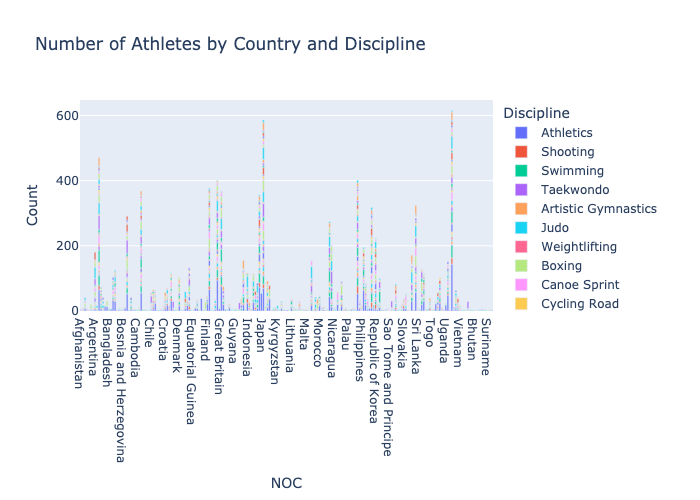 Number of Athletes by Country and Discipline
Discipline
Athletics
Shooting
Swimming
Taekwondo
Artistic Gymnastics
Judo
Weightlifting
Boxing
Canoe Sprint
Cycling Road
Count
600
400
200
0
Afghanistan
Argentina
Bangladesh
Bosnia and Herzegovina
Cambodia
Chile
Croatia
Denmark
Equatorial Guinea
Finland
Great Britain
Guyana
Indonesia
Japan
Kyrgyzstan
Lithuania
Malta
Morocco
Nicaragua
Palau
Philippines
Republic of Korea
Sao Tome and Principe
Slovakia
Sri Lanka
Togo
Uganda
Vietnam
Bhutan
Suriname
NOC